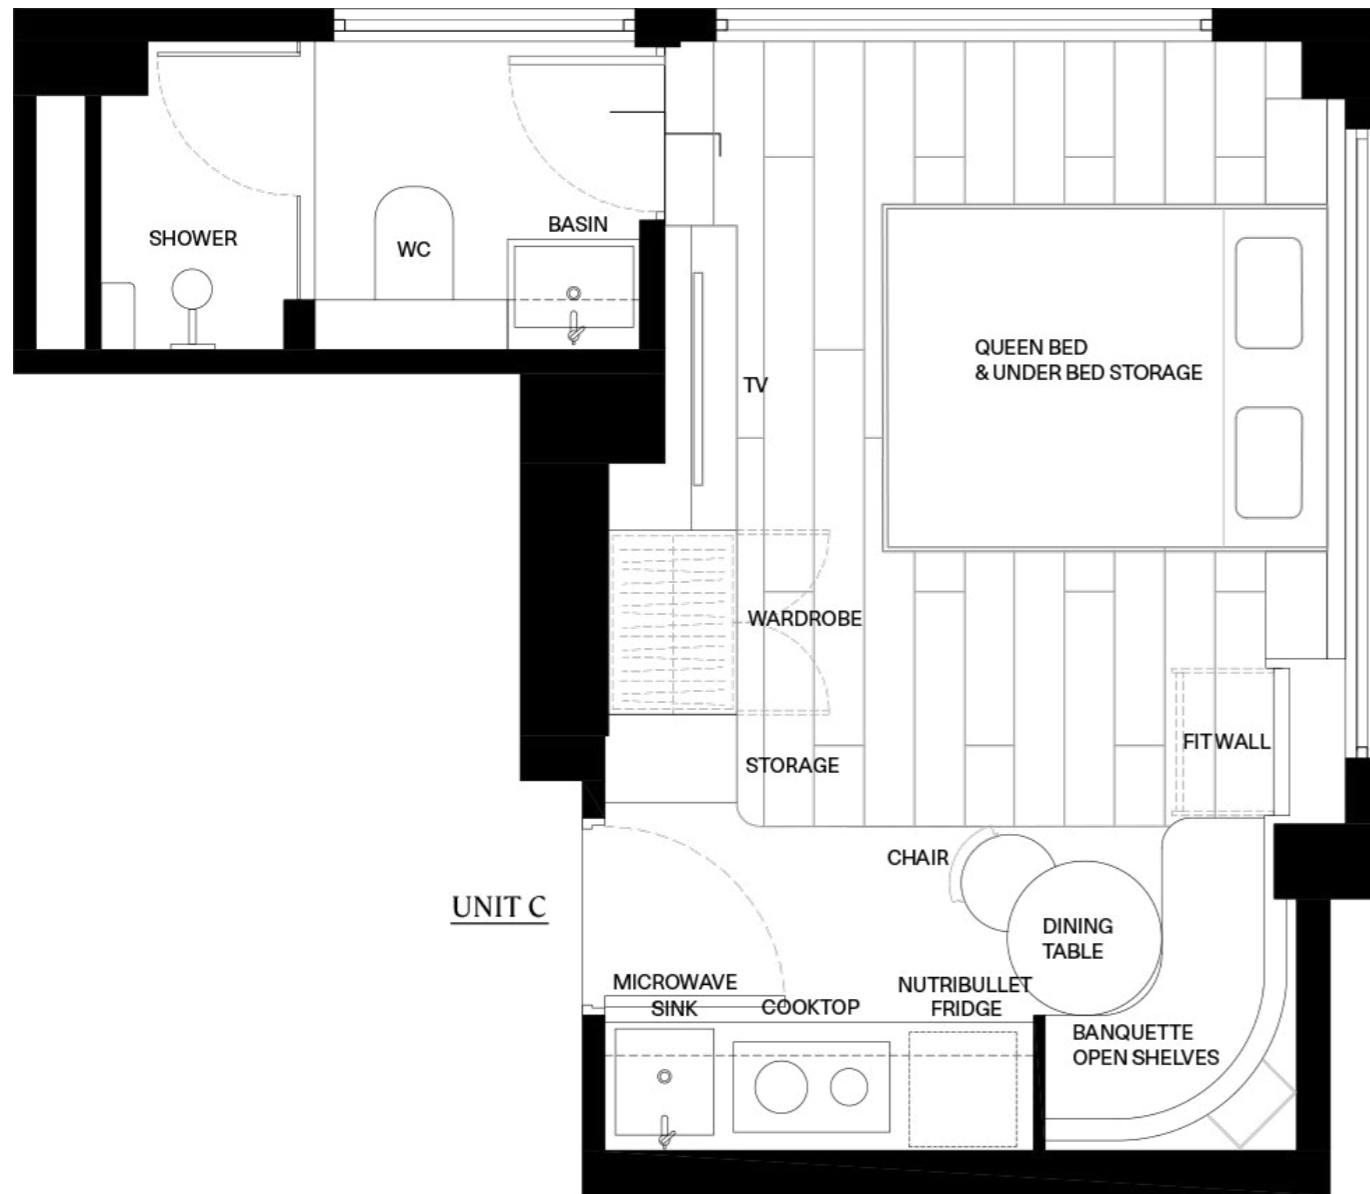 SHOWER
WC
BASIN
QUEEN BED
& UNDER BED STORAGE
TV
WARDROBE
FIT WALL
STORAGE
CHAIR
UNIT C
DINING
TABLE
MICROWAVE
SINK
COOKTOP
NUTRIBULLET
FRIDGE
BANQUETTE
OPEN SHELVES